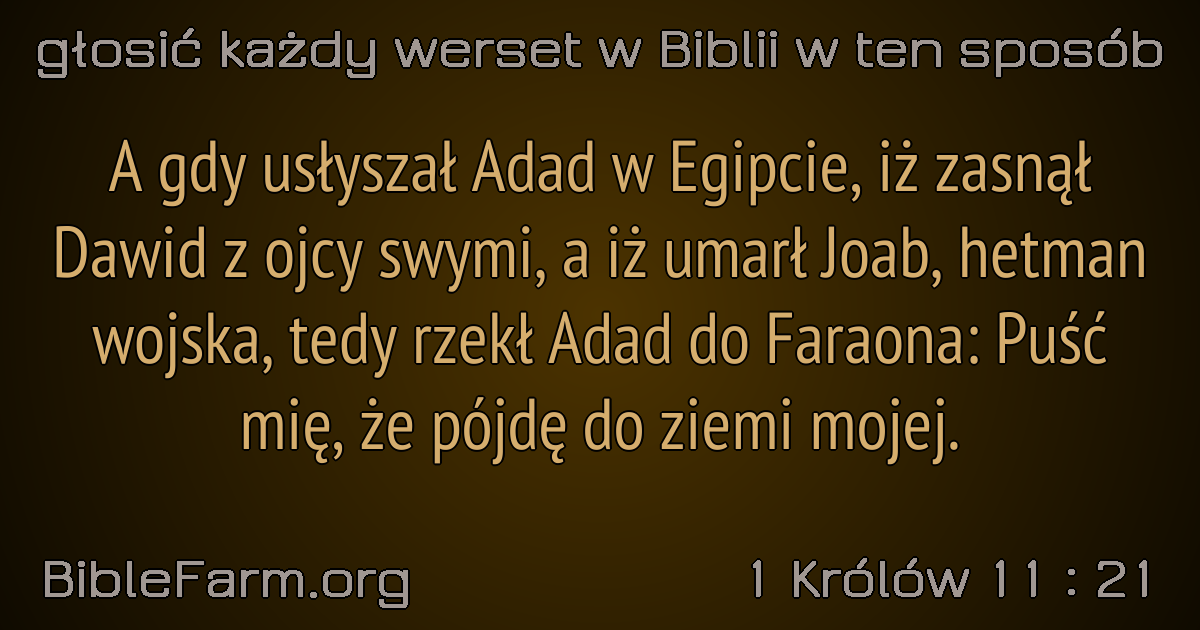 głosić każdy werset w Biblii w ten sposób
A gdy usłyszał Adad w Egipcie, iż zasnął
Dawid z ojcy swymi, a iż umarł Joab, hetman
wojska, tedy rzekł Adad do Faraona: Puść
mię, że pójdę do ziemi mojej.
BibleFarm.org
1 Królów 11 : 21